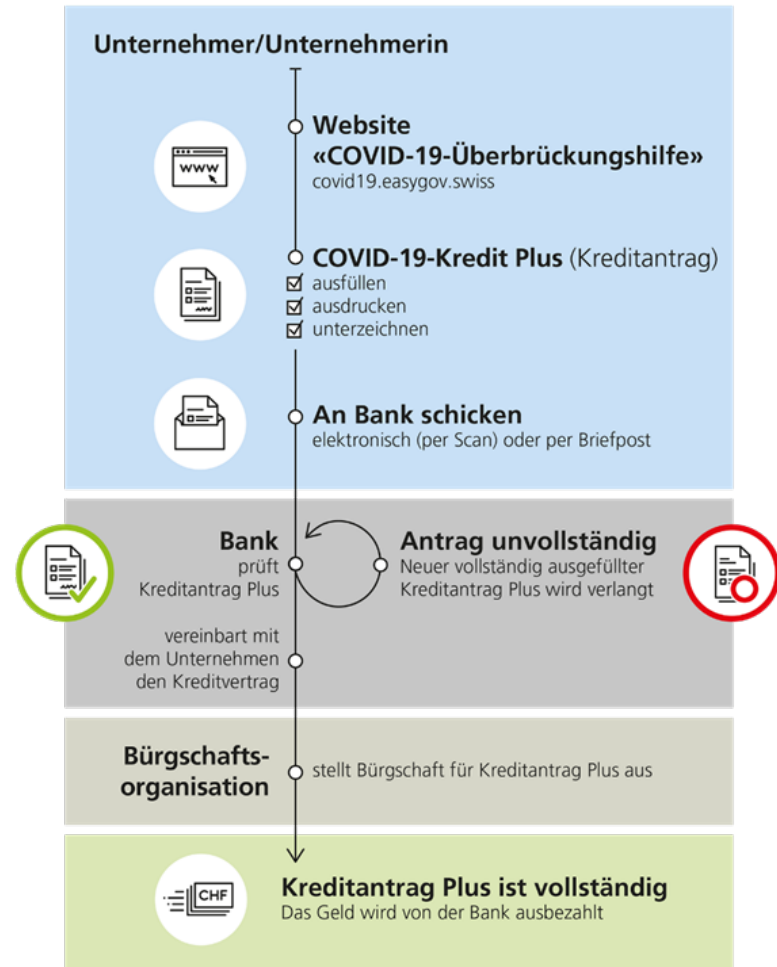 Unternehmer/Unternehmerin
Website
«COVID-19-Überbrückungshilfe»
covid19.easygov.swiss
www
COVID-19-Kredit Plus (Kreditantrag)
ausfüllen
ausdrucken
unterzeichnen
An Bank schicken
elektronisch (per Scan) oder per Briefpost
Bank
prüft
Kreditantrag Plus
Antrag unvollständig
Neuer vollständig ausgefüllter
Kreditantrag Plus wird verlangt
vereinbart mit
dem Unternehmen
den Kreditvertrag
Bürgschafts-
organisation
stellt Bürgschaft für Kreditantrag Plus aus
CHF
Kreditantrag Plus ist vollständig
Das Geld wird von der Bank ausbezahlt